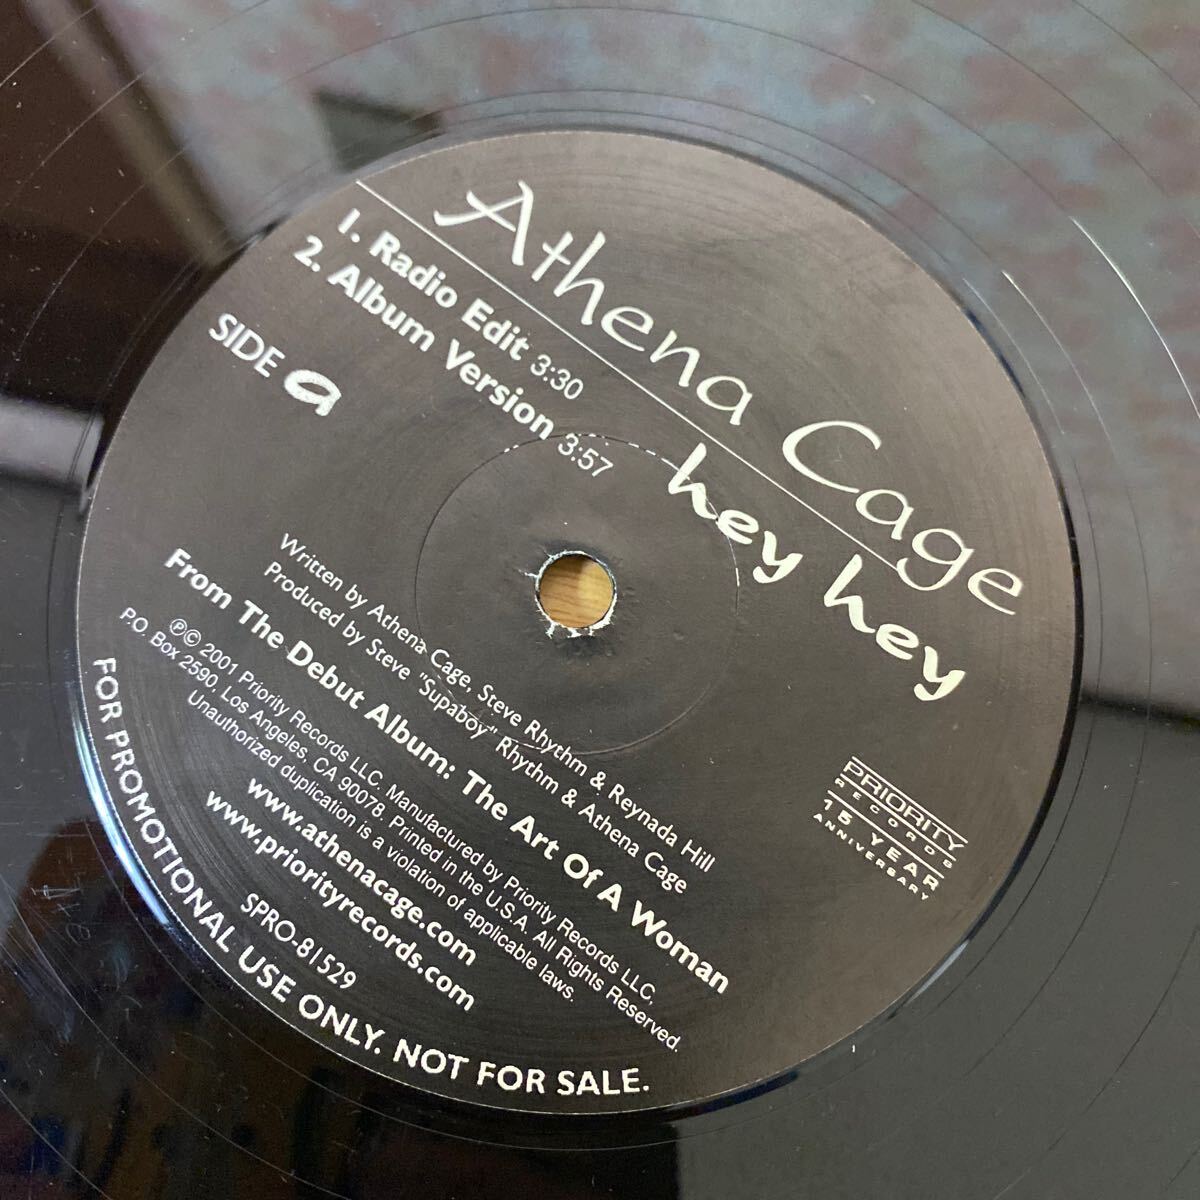 Athena Cage
hey hey
1. Radio Edit 3:30
2. Album Version 3:57
SIDE a
PRIORITY
RECORDS
15 YEAR
ANNIVERSARY
Written by Athena Cage, Steve Rhythm & Reynada Hill
Produced by Steve "Supaboy" Rhythm & Athena Cage
From The Debut Album: The Art Of A Woman
℗© 2001 Priority Records LLC. Manufactured by Priority Records LLC,
P.O. Box 2590, Los Angeles, CA 90078. Printed in the U.S.A. All Rights Reserved.
Unauthorized duplication is a violation of applicable laws.
www.athenacage.com
www.priorityrecords.com
SPRO-81529
FOR PROMOTIONAL USE ONLY. NOT FOR SALE.